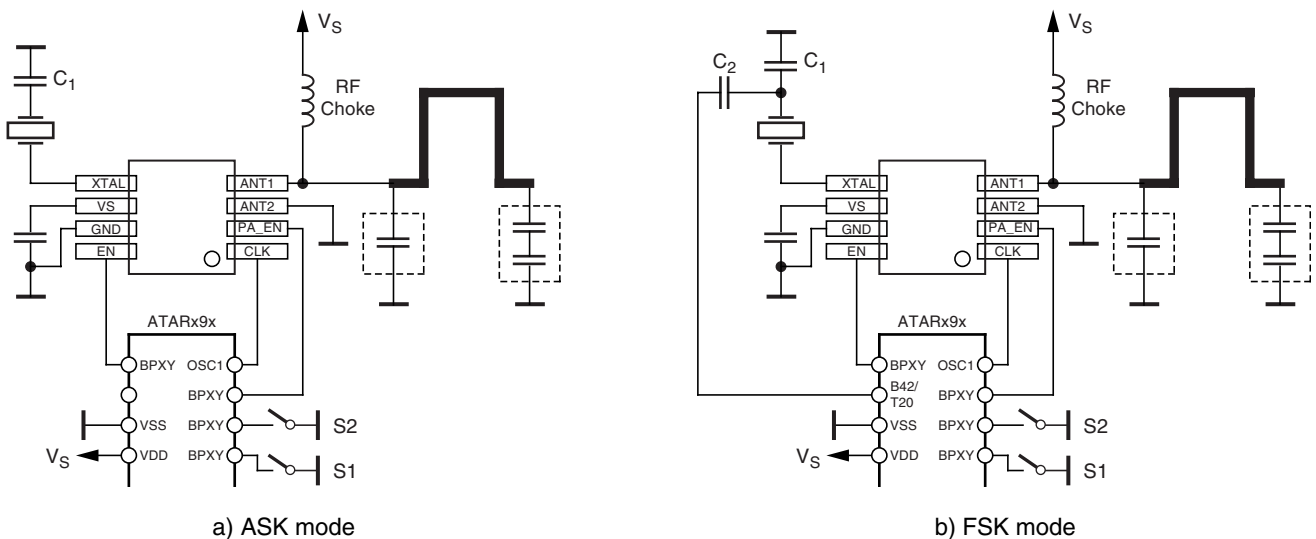 V_S
C_1
RF
Choke
XTAL
ANT1
VS
ANT2
GND
PA_EN
EN
CLK
ATARx9x
BPXY
OSC1
BPXY
VSS
BPXY
S2
V_S
VDD
BPXY
S1
a) ASK mode
V_S
C_2
C_1
RF
Choke
XTAL
ANT1
VS
ANT2
GND
PA_EN
EN
CLK
ATARx9x
BPXY
OSC1
B42/
T20
BPXY
VSS
BPXY
S2
V_S
VDD
BPXY
S1
b) FSK mode